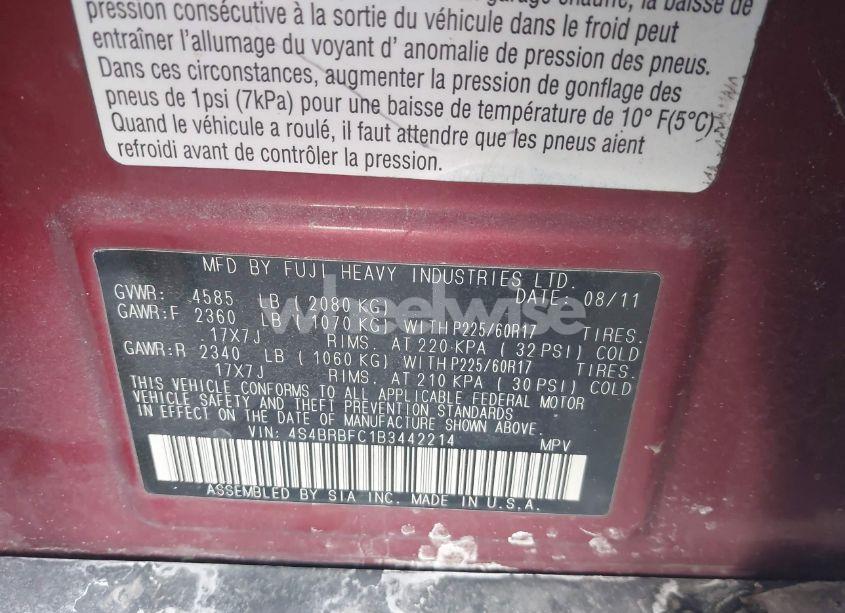 pression consécutive à la sortie du véhicule dans le froid peut
entraîner l'allumage du voyant d' anomalie de pression des pneus.
Dans ces circonstances, augmenter la pression de gonflage des
pneus de 1psi (7kPa) pour une baisse de température de 10° F(5°C).
Quand le véhicule a roulé, il faut attendre que les pneus aient
refroidi avant de contrôler la pression.
MFD BY FUJI HEAVY INDUSTRIES LTD.
GVWR: 4585 LB ( 2080 KG) DATE: 08/11
GAWR:F 2360 LB ( 1070 KG) WITH P225/60R17 TIRES.
17X7J RIMS. AT 220 KPA ( 32 PSI) COLD
GAWR:R 2340 LB ( 1060 KG) WITH P225/60R17 TIRES.
17X7J RIMS. AT 210 KPA ( 30 PSI) COLD
THIS VEHICLE CONFORMS TO ALL APPLICABLE FEDERAL MOTOR
VEHICLE SAFETY AND THEFT PREVENTION STANDARDS
IN EFFECT ON THE DATE OF MANUFACTURE SHOWN ABOVE.
VIN: 4S4BRBFC1B3442214 MPV
ASSEMBLED BY SIA INC. MADE IN U.S.A.
wheelwise